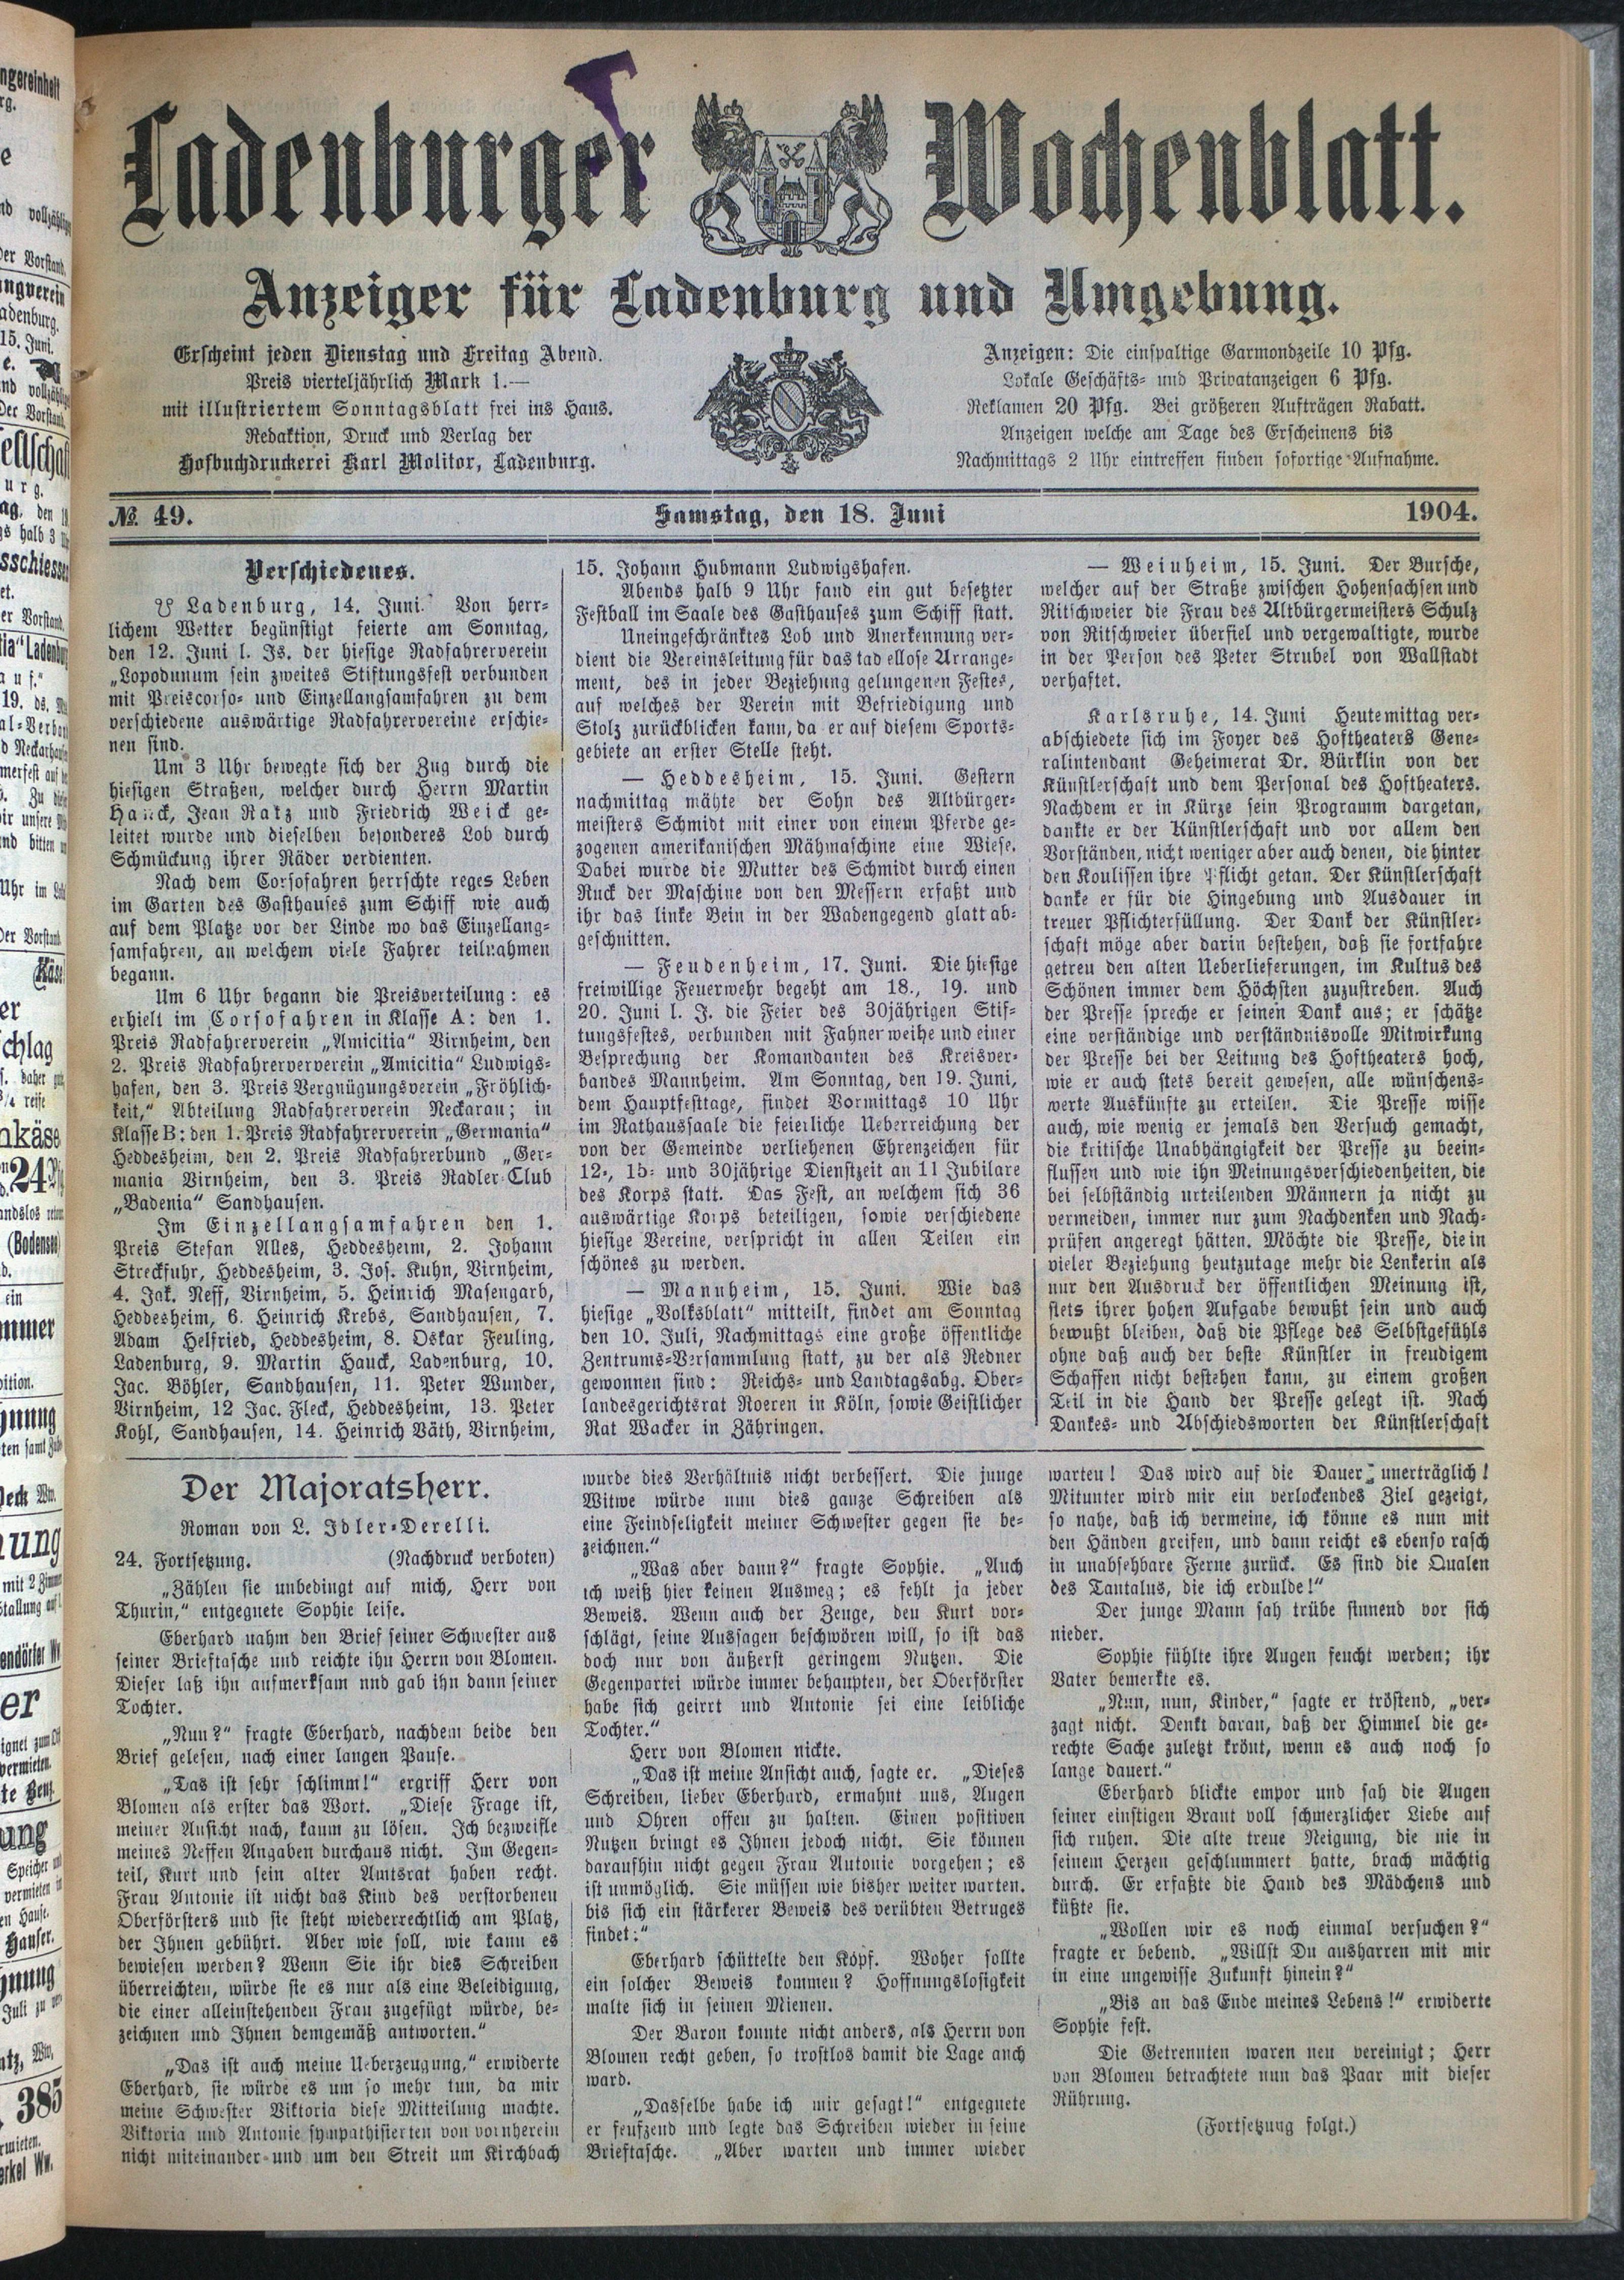 Ladenburger Wochenblatt.
Anzeiger für Ladenburg und Umgebung.
Erscheint jeden Dienstag und Freitag Abend.
Preis vierteljährlich Mark 1.—
mit illustriertem Sonntagsblatt frei ins Haus.
Redaktion, Druck und Verlag der
Hofbuchdruckerei Karl Molitor, Ladenburg.
Anzeigen: Die einspaltige Garmondzeile 10 Pfg.
Lokale Geschäfts- und Privatanzeigen 6 Pfg.
Reklamen 20 Pfg. Bei größeren Aufträgen Rabatt.
Anzeigen welche am Tage des Erscheinens bis
Nachmittags 2 Uhr eintreffen finden sofortige Aufnahme.
№ 49. Samstag, den 18. Juni 1904.
Verschiedenes.
Ladenburg, 14. Juni. Von herr-
lichem Wetter begünstigt feierte am Sonntag,
den 12. Juni l. Js. der hiesige Radfahrerverein
„Lopodunum sein zweites Stiftungsfest verbunden
mit Preiscorso- und Einzellangsamfahren zu dem
verschiedene auswärtige Radfahrervereine erschie-
nen sind.
Um 3 Uhr bewegte sich der Zug durch die
hiesigen Straßen, welcher durch Herrn Martin
Hauck, Jean Ratz und Friedrich Weick ge-
leitet wurde und dieselben besonderes Lob durch
Schmückung ihrer Räder verdienten.
Nach dem Corsofahren herrschte reges Leben
im Garten des Gasthauses zum Schiff wie auch
auf dem Platze vor der Linde wo das Einzellang-
samfahren, an welchem viele Fahrer teilnahmen
begann.
Um 6 Uhr begann die Preisverteilung: es
erhielt im Corsofahren in Klasse A: den 1.
Preis Radfahrerverein „Amicitia“ Virnheim, den
2. Preis Radfahrerververein „Amicitia“ Ludwigs-
hafen, den 3. Preis Vergnügungsverein „Fröhlich-
keit,“ Abteilung Radfahrerverein Neckarau; in
Klasse B: den 1. Preis Radfahrerverein „Germania“
Heddesheim, den 2. Preis Radfahrerbund „Ger-
mania Virnheim, den 3. Preis Radler-Club
„Badenia“ Sandhausen.
Im Einzellangsamfahren den 1.
Preis Stefan Alles, Heddesheim, 2. Johann
Streckfuhr, Heddesheim, 3. Jos. Kuhn, Virnheim,
4. Jak. Neff, Virnheim, 5. Heinrich Masengarb,
Heddesheim, 6. Heinrich Krebs, Sandhausen, 7.
Adam Helfried, Heddesheim, 8. Oskar Feuling,
Ladenburg, 9. Martin Hauck, Ladenburg, 10.
Jac. Böhler, Sandhausen, 11. Peter Wunder,
Virnheim, 12 Jac. Fleck, Heddesheim, 13. Peter
Kohl, Sandhausen, 14. Heinrich Väth, Virnheim,
15. Johann Hubmann Ludwigshafen.
Abends halb 9 Uhr fand ein gut besetzter
Festball im Saale des Gasthauses zum Schiff statt.
Uneingeschränktes Lob und Anerkennung ver-
dient die Vereinsleitung für das tad ellose Arrange-
ment, des in jeder Beziehung gelungenen Festes,
auf welches der Verein mit Befriedigung und
Stolz zurückblicken kann, da er auf diesem Sports-
gebiete an erster Stelle steht.
— Heddesheim, 15. Juni. Gestern
nachmittag mähte der Sohn des Altbürger-
meisters Schmidt mit einer von einem Pferde ge-
zogenen amerikanischen Mähmaschine eine Wiese.
Dabei wurde die Mutter des Schmidt durch einen
Ruck der Maschine von den Messern erfaßt und
ihr das linke Bein in der Wadengegend glatt ab-
geschnitten.
— Feudenheim, 17. Juni. Die hiesige
freiwillige Feuerwehr begeht am 18., 19. und
20. Juni l. J. die Feier des 30jährigen Stif-
tungsfestes, verbunden mit Fahnenweihe und einer
Besprechung der Komandanten des Kreisver-
bandes Mannheim. Am Sonntag, den 19. Juni,
dem Hauptfesttage, findet Vormittags 10 Uhr
im Rathaussaale die feierliche Ueberreichung der
von der Gemeinde verliehenen Ehrenzeichen für
12-, 15- und 30jährige Dienstzeit an 11 Jubilare
des Korps statt. Das Fest, an welchem sich 36
auswärtige Korps beteiligen, sowie verschiedene
hiesige Vereine, verspricht in allen Teilen ein
schönes zu werden.
— Mannheim, 15. Juni. Wie das
hiesige „Volksblatt“ mitteilt, findet am Sonntag
den 10. Juli, Nachmittags eine große öffentliche
Zentrums-Versammlung statt, zu der als Redner
gewonnen sind: Reichs- und Landtagsabg. Ober-
landesgerichtsrat Roeren in Köln, sowie Geistlicher
Rat Wacker in Zähringen.
— Weinheim, 15. Juni. Der Bursche,
welcher auf der Straße zwischen Hohensachsen und
Ritschweier die Frau des Altbürgermeisters Schulz
von Ritschweier überfiel und vergewaltigte, wurde
in der Person des Peter Strubel von Wallstadt
verhaftet.
Karlsruhe, 14. Juni Heute mittag ver-
abschiedete sich im Foyer des Hoftheaters Gene-
ralintendant Geheimerat Dr. Bürklin von der
Künstlerschaft und dem Personal des Hoftheaters.
Nachdem er in Kürze sein Programm dargetan,
dankte er der Künstlerschaft und vor allem den
Vorständen, nicht weniger aber auch denen, die hinter
den Koulissen ihre Pflicht getan. Der Künstlerschaft
danke er für die Hingebung und Ausdauer in
treuer Pflichterfüllung. Der Dank der Künstler-
schaft möge aber darin bestehen, daß sie fortfahre
getreu den alten Ueberlieferungen, im Kultus des
Schönen immer dem Höchsten zuzustreben. Auch
der Presse spreche er seinen Dank aus; er schätze
eine verständige und verständnisvolle Mitwirkung
der Presse bei der Leitung des Hoftheaters hoch,
wie er auch stets bereit gewesen, alle wünschens-
werte Auskünfte zu erteilen. Die Presse wisse
auch, wie wenig er jemals den Versuch gemacht,
die kritische Unabhängigkeit der Presse zu beein-
flussen und wie ihn Meinungsverschiedenheiten, die
bei selbständig urteilenden Männern ja nicht zu
vermeiden, immer nur zum Nachdenken und Nach-
prüfen angeregt hätten. Möchte die Presse, die in
vieler Beziehung heutzutage mehr die Lenkerin als
nur den Ausdruck der öffentlichen Meinung ist,
stets ihrer hohen Aufgabe bewußt sein und auch
bewußt bleiben, daß die Pflege des Selbstgefühls
ohne daß auch der beste Künstler in freudigem
Schaffen nicht bestehen kann, zu einem großen
Teil in die Hand der Presse gelegt ist. Nach
Dankes- und Abschiedsworten der Künstlerschaft
Der Majoratsherr.
Roman von L. Idler-Derelli.
24. Fortsetzung. (Nachdruck verboten)
„Zählen sie unbedingt auf mich, Herr von
Thurin,“ entgegnete Sophie leise.
Eberhard nahm den Brief seiner Schwester aus
seiner Brieftasche und reichte ihn Herrn von Blomen.
Dieser laß ihn aufmerksam nnd gab ihn dann seiner
Tochter.
„Nun?“ fragte Eberhard, nachdem beide den
Brief gelesen, nach einer langen Pause.
„Das ist sehr schlimm!“ ergriff Herr von
Blomen als erster das Wort. „Diese Frage ist,
meiner Ansicht nach, kaum zu lösen. Ich bezweifle
meines Neffen Angaben durchaus nicht. Im Gegen-
teil, Kurt und sein alter Amtsrat haben recht.
Frau Antonie ist nicht das Kind des verstorbenen
Oberförsters und sie steht wiederrechtlich am Platz,
der Ihnen gebührt. Aber wie soll, wie kann es
bewiesen werden? Wenn Sie ihr dies Schreiben
überreichten, würde sie es nur als eine Beleidigung,
die einer alleinstehenden Frau zugefügt würde, be-
zeichnen und Ihnen demgemäß antworten.“
„Das ist auch meine Ueberzeugung,“ erwiderte
Eberhard, sie würde es um so mehr tun, da mir
meine Schwester Viktoria diese Mitteilung machte.
Viktoria und Antonie sympathisierten von vornherein
nicht miteinander und um den Streit um Kirchbach
wurde dies Verhältnis nicht verbessert. Die junge
Witwe würde nun dies ganze Schreiben als
eine Feindseligkeit meiner Schwester gegen sie be-
zeichnen.“
„Was aber dann?“ fragte Sophie. „Auch
ich weiß hier keinen Ausweg; es fehlt ja jeder
Beweis. Wenn auch der Zeuge, den Kurt vor-
schlägt, seine Aussagen beschwören will, so ist das
doch nur von äußerst geringem Nutzen. Die
Gegenpartei würde immer behaupten, der Oberförster
habe sich geirrt und Antonie sei eine leibliche
Tochter.“
Herr von Blomen nickte.
„Das ist meine Ansicht auch, sagte er. „Dieses
Schreiben, lieber Eberhard, ermahnt uns, Augen
und Ohren offen zu halten. Einen positiven
Nutzen bringt es Ihnen jedoch nicht. Sie können
daraufhin nicht gegen Frau Antonie vorgehen; es
ist unmöglich. Sie müssen wie bisher weiter warten.
bis sich ein stärkerer Beweis des verübten Betruges
findet:“
Eberhard schüttelte den Kopf. Woher sollte
ein solcher Beweis kommen? Hoffnungslosigkeit
malte sich in seinen Mienen.
Der Baron konnte nicht anders, als Herrn von
Blomen recht geben, so trostlos damit die Lage auch
ward.
„Dasselbe habe ich mir gesagt!“ entgegnete
er seufzend und legte das Schreiben wieder in seine
Brieftasche. „Aber warten und immer wieder
warten! Das wird auf die Dauer unerträglich!
Mitunter wird mir ein verlockendes Ziel gezeigt,
so nahe, daß ich vermeine, ich könne es nun mit
den Händen greifen, und dann reicht es ebenso rasch
in unabsehbare Ferne zurück. Es sind die Qualen
des Tantalus, die ich erdulde!“
Der junge Mann sah trübe sinnend vor sich
nieder.
Sophie fühlte ihre Augen feucht werden; ihr
Vater bemerkte es.
„Nun, nun, Kinder,“ sagte er tröstend, „ver-
zagt nicht. Denkt daran, daß der Himmel die ge-
rechte Sache zuletzt krönt, wenn es auch noch so
lange dauert.“
Eberhard blickte empor und sah die Augen
seiner einstigen Braut voll schmerzlicher Liebe auf
sich ruhen. Die alte treue Neigung, die nie in
seinem Herzen geschlummert hatte, brach mächtig
durch. Er erfaßte die Hand des Mädchens und
küßte sie.
„Wollen wir es noch einmal versuchen?“
fragte er bebend. „Willst Du ausharren mit mir
in eine ungewisse Zukunft hinein?“
„Bis an das Ende meines Lebens!“ erwiderte
Sophie fest.
Die Getrennten waren neu vereinigt; Herr
von Blomen betrachtete nun das Paar mit dieser
Rührung.
(Fortsetzung folgt.)